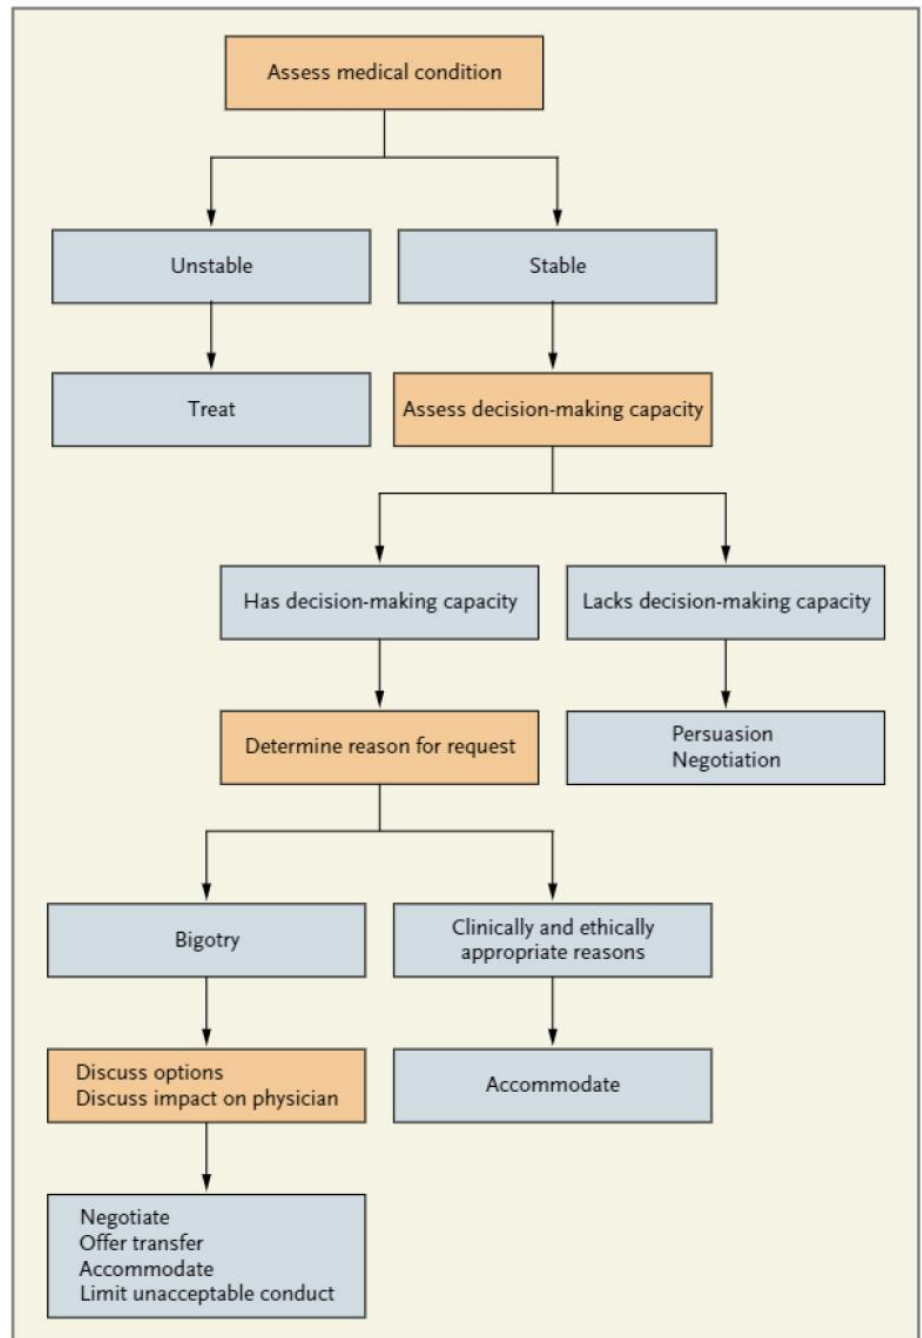 Assess medical condition
Unstable
Stable
Treat
Assess decision-making capacity
Has decision-making capacity
Lacks decision-making capacity
Determine reason for request
Persuasion
Negotiation
Bigotry
Clinically and ethically
appropriate reasons
Discuss options
Discuss impact on physician
Accommodate
Negotiate
Offer transfer
Accommodate
Limit unacceptable conduct